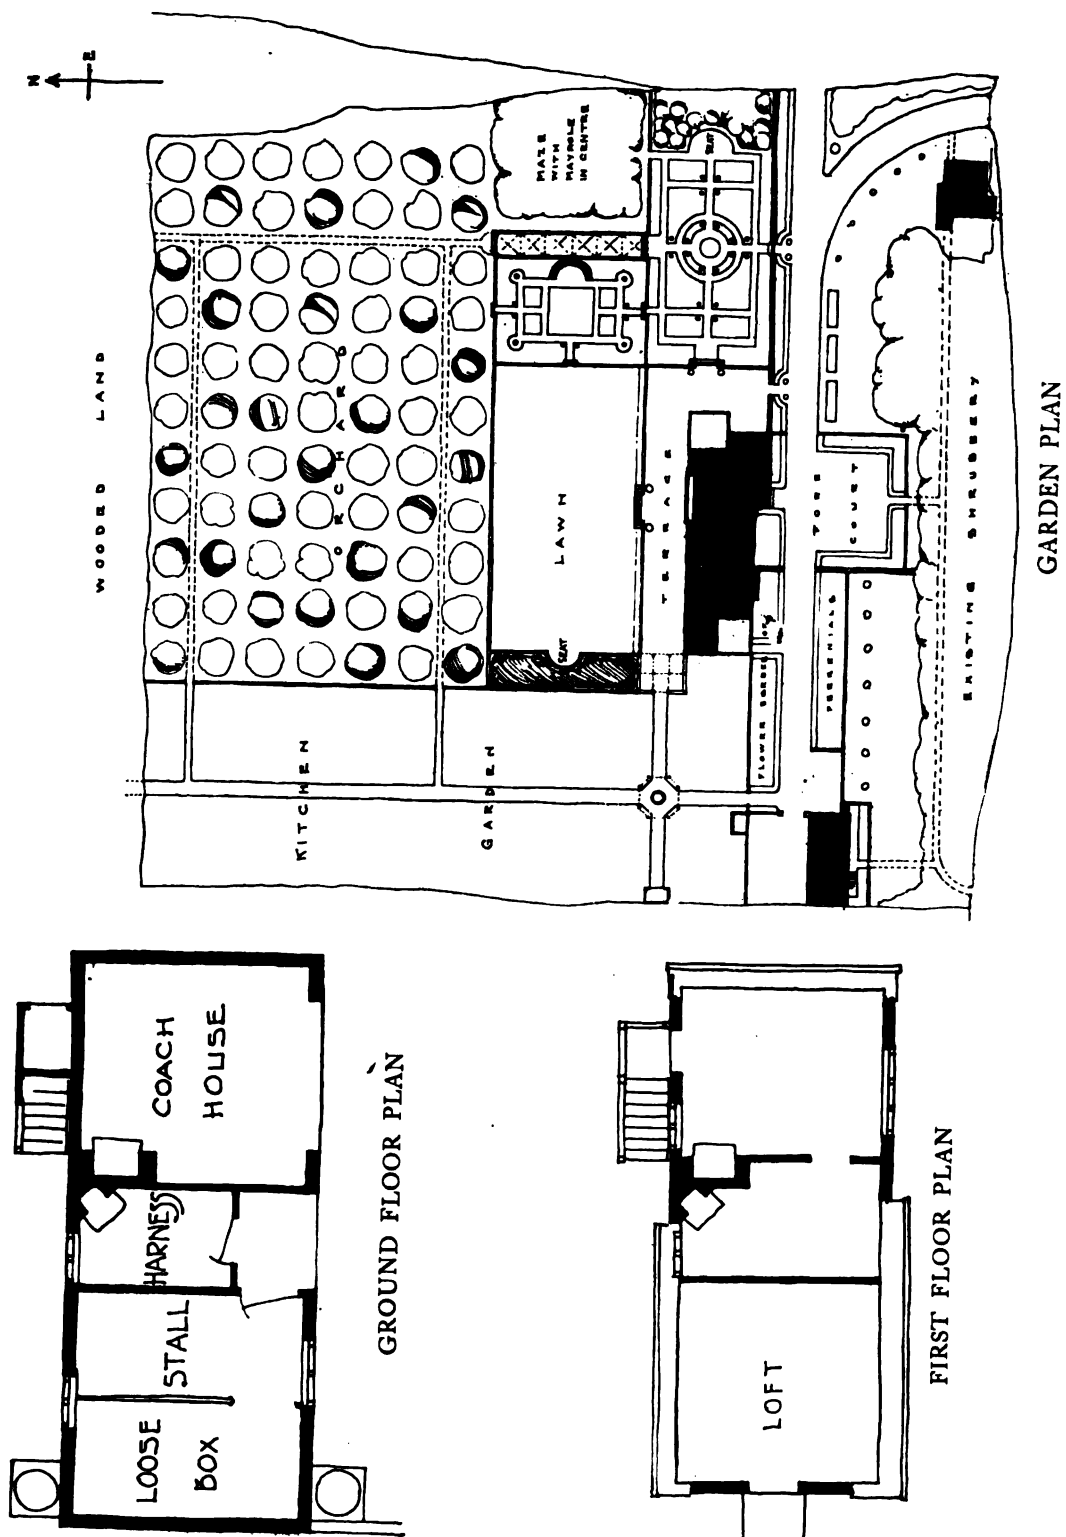 N
E
WOODED LAND
ORCHARD
MAZE
WITH
MAYPOLE
IN CENTRE
SEAT
LAWN
SEAT
TERRACE
KITCHEN
GARDEN
FLOWER BORDER
FORE
COURT
PERENNIALS
EXISTING SHRUBBERY
GARDEN PLAN
COACH
HOUSE
HARNESS
STALL
LOOSE
BOX
GROUND FLOOR PLAN
LOFT
FIRST FLOOR PLAN